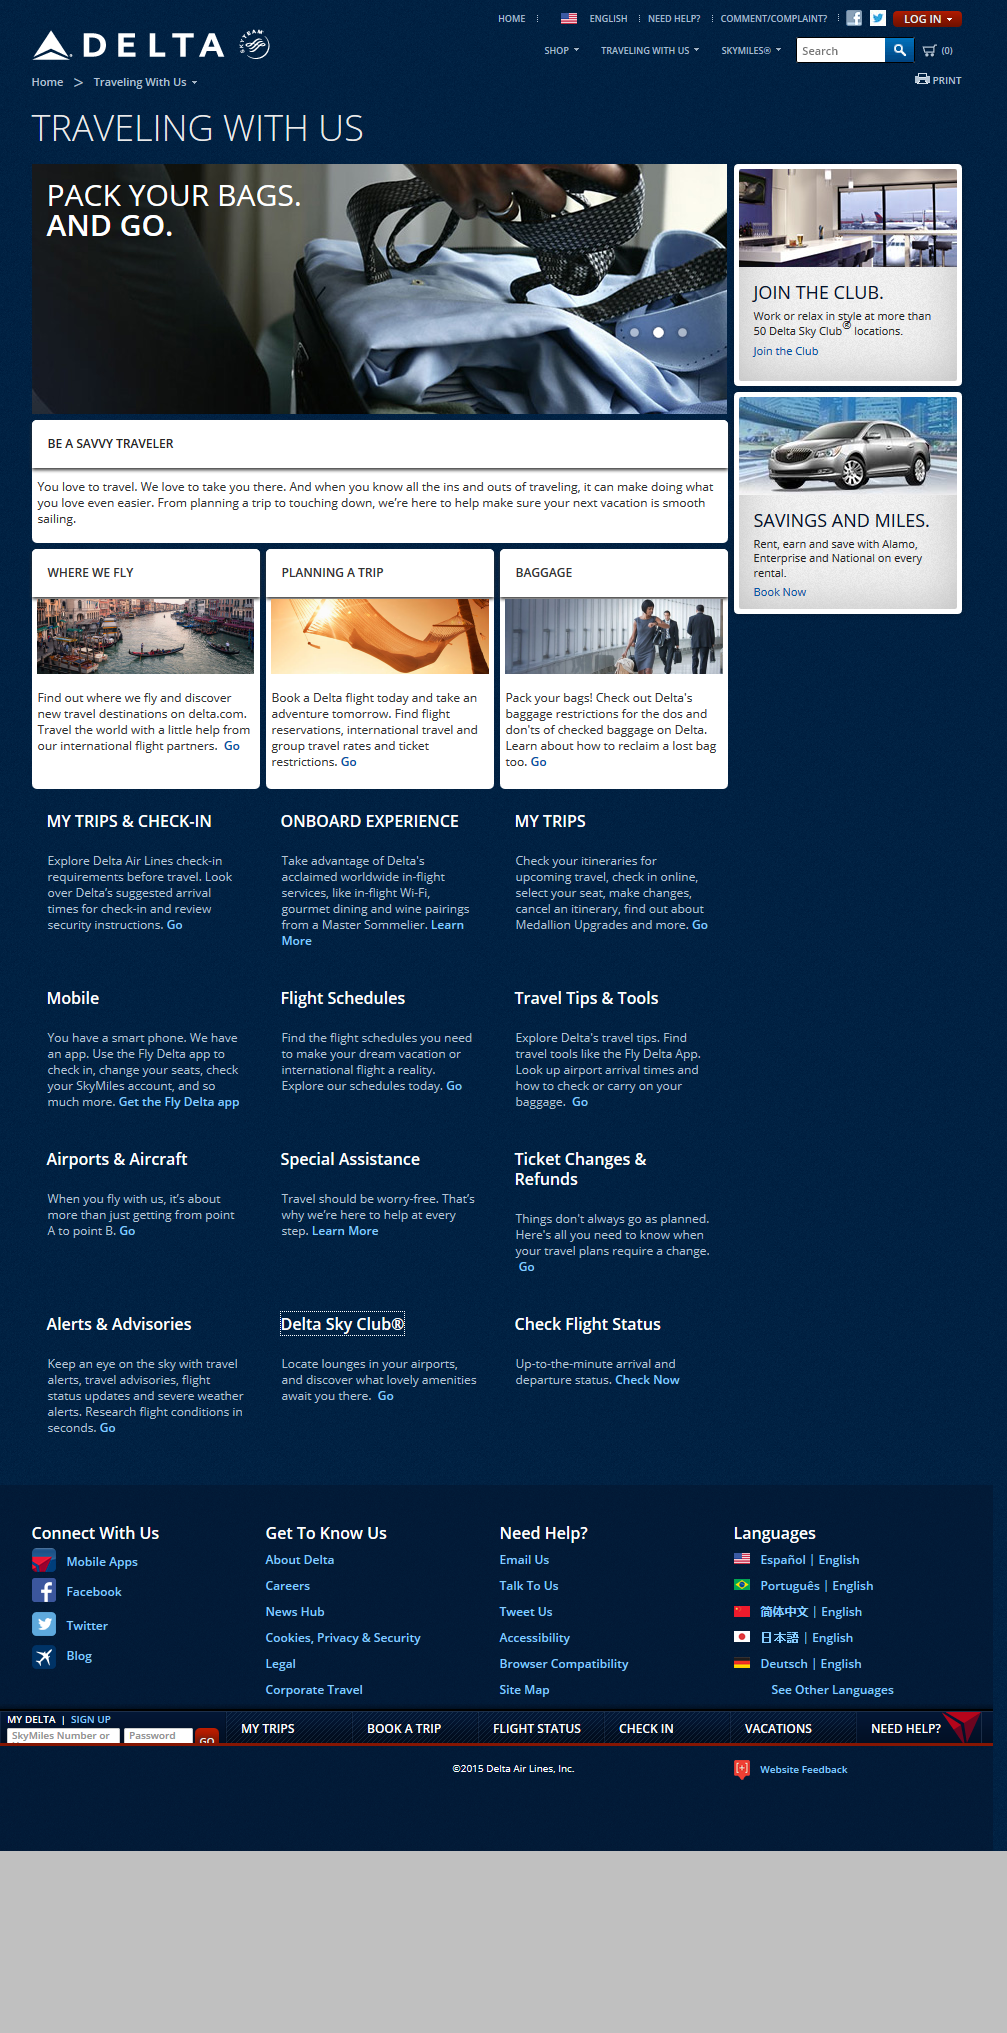 HOME
ENGLISH
NEED HELP?
COMMENT/COMPLAINT?
LOG IN
DELTA
SKYTEAM
SHOP
TRAVELING WITH US
SKYMILES®
Search
(0)
Home > Traveling With Us
PRINT
TRAVELING WITH US
PACK YOUR BAGS.
AND GO.
JOIN THE CLUB.
Work or relax in style at more than
50 Delta Sky Club® locations.
Join the Club
SAVINGS AND MILES.
Rent, earn and save with Alamo,
Enterprise and National on every
rental.
Book Now
BE A SAVVY TRAVELER
You love to travel. We love to take you there. And when you know all the ins and outs of traveling, it can make doing what
you love even easier. From planning a trip to touching down, we’re here to help make sure your next vacation is smooth
sailing.
WHERE WE FLY
Find out where we fly and discover
new travel destinations on delta.com.
Travel the world with a little help from
our international flight partners. Go
PLANNING A TRIP
Book a Delta flight today and take an
adventure tomorrow. Find flight
reservations, international travel and
group travel rates and ticket
restrictions. Go
BAGGAGE
Pack your bags! Check out Delta's
baggage restrictions for the dos and
don'ts of checked baggage on Delta.
Learn about how to reclaim a lost bag
too. Go
MY TRIPS & CHECK-IN
Explore Delta Air Lines check-in
requirements before travel. Look
over Delta’s suggested arrival
times for check-in and review
security instructions. Go
ONBOARD EXPERIENCE
Take advantage of Delta's
acclaimed worldwide in-flight
services, like in-flight Wi-Fi,
gourmet dining and wine pairings
from a Master Sommelier. Learn
More
MY TRIPS
Check your itineraries for
upcoming travel, check in online,
select your seat, make changes,
cancel an itinerary, find out about
Medallion Upgrades and more. Go
Mobile
You have a smart phone. We have
an app. Use the Fly Delta app to
check in, change your seats, check
your SkyMiles account, and so
much more. Get the Fly Delta app
Flight Schedules
Find the flight schedules you need
to make your dream vacation or
international flight a reality.
Explore our schedules today. Go
Travel Tips & Tools
Explore Delta's travel tips. Find
travel tools like the Fly Delta App.
Look up airport arrival times and
how to check or carry on your
baggage. Go
Airports & Aircraft
When you fly with us, it’s about
more than just getting from point
A to point B. Go
Special Assistance
Travel should be worry-free. That’s
why we’re here to help at every
step. Learn More
Ticket Changes &
Refunds
Things don't always go as planned.
Here's all you need to know when
your travel plans require a change.
Go
Alerts & Advisories
Keep an eye on the sky with travel
alerts, travel advisories, flight
status updates and severe weather
alerts. Research flight conditions in
seconds. Go
Delta Sky Club®
Locate lounges in your airports,
and discover what lovely amenities
await you there. Go
Check Flight Status
Up-to-the-minute arrival and
departure status. Check Now
Connect With Us
Mobile Apps
Facebook
Twitter
Blog
Get To Know Us
About Delta
Careers
News Hub
Cookies, Privacy & Security
Legal
Corporate Travel
Need Help?
Email Us
Talk To Us
Tweet Us
Accessibility
Browser Compatibility
Site Map
Languages
Español | English
Português | English
简体中文 | English
日本語 | English
Deutsch | English
See Other Languages
MY DELTA | SIGN UP
SkyMiles Number or
Password
GO
MY TRIPS
BOOK A TRIP
FLIGHT STATUS
CHECK IN
VACATIONS
NEED HELP?
©2015 Delta Air Lines, Inc.
Website Feedback